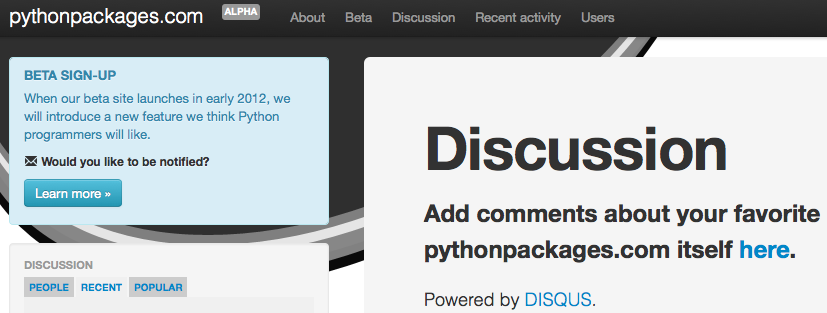 pythonpackages.com ALPHA About Beta Discussion Recent activity Users
BETA SIGN-UP
When our beta site launches in early 2012, we
will introduce a new feature we think Python
programmers will like.
Would you like to be notified?
Learn more »
DISCUSSION
PEOPLE RECENT POPULAR
Discussion
Add comments about your favorite
pythonpackages.com itself here.
Powered by DISQUS.